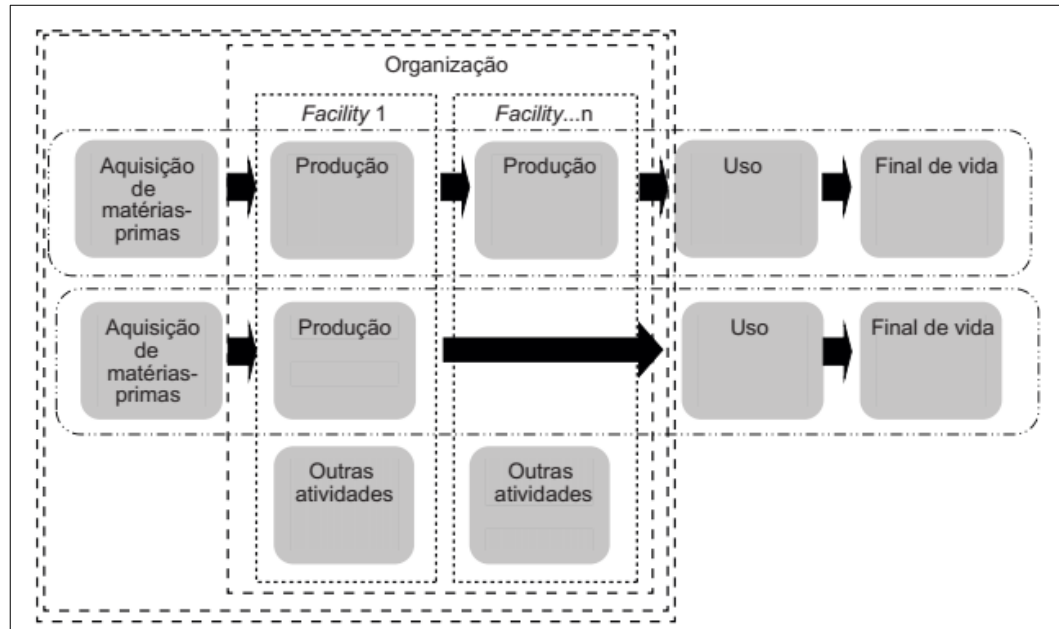 Organização
Facility 1
Facility...n
Aquisição
de
matérias-
primas
Produção
Produção
Uso
Final de vida
Aquisição
de
matérias-
primas
Produção
Uso
Final de vida
Outras
atividades
Outras
atividades